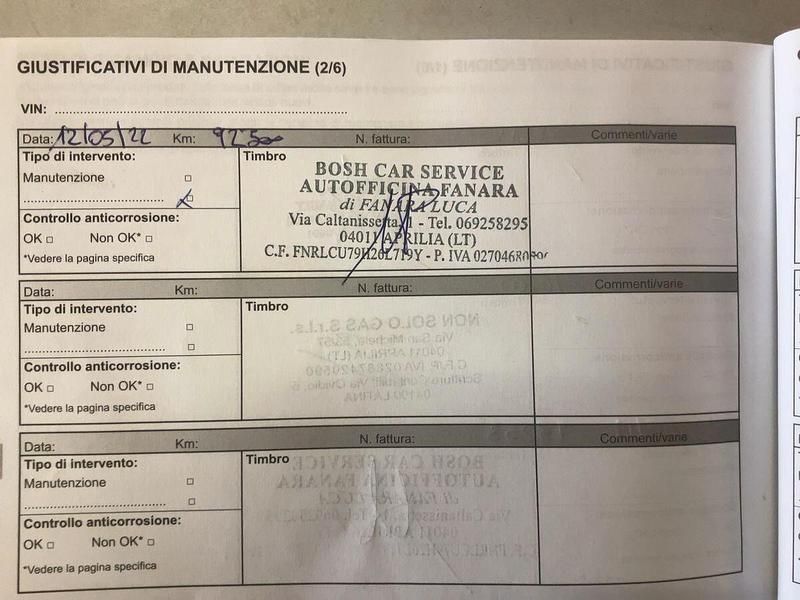 GIUSTIFICATIVI DI MANUTENZIONE (2/6)
VIN:
Data: 12/05/22 Km: 92500 N. fattura: Commenti/varie
Tipo di intervento: Timbro
Manutenzione
BOSH CAR SERVICE
AUTOFFICINA FANARA
di FANARA LUCA
Via Caltanissetta, 1 - Tel. 069258295
04011 APRILIA (LT)
Controllo anticorrosione:
OK Non OK*
*Vedere la pagina specifica
Data: Km: N. fattura: Commenti/varie
Tipo di intervento: Timbro
Manutenzione
Controllo anticorrosione:
OK Non OK*
*Vedere la pagina specifica
Data: Km: N. fattura: Commenti/varie
Tipo di intervento: Timbro
Manutenzione
Controllo anticorrosione:
OK Non OK*
*Vedere la pagina specifica